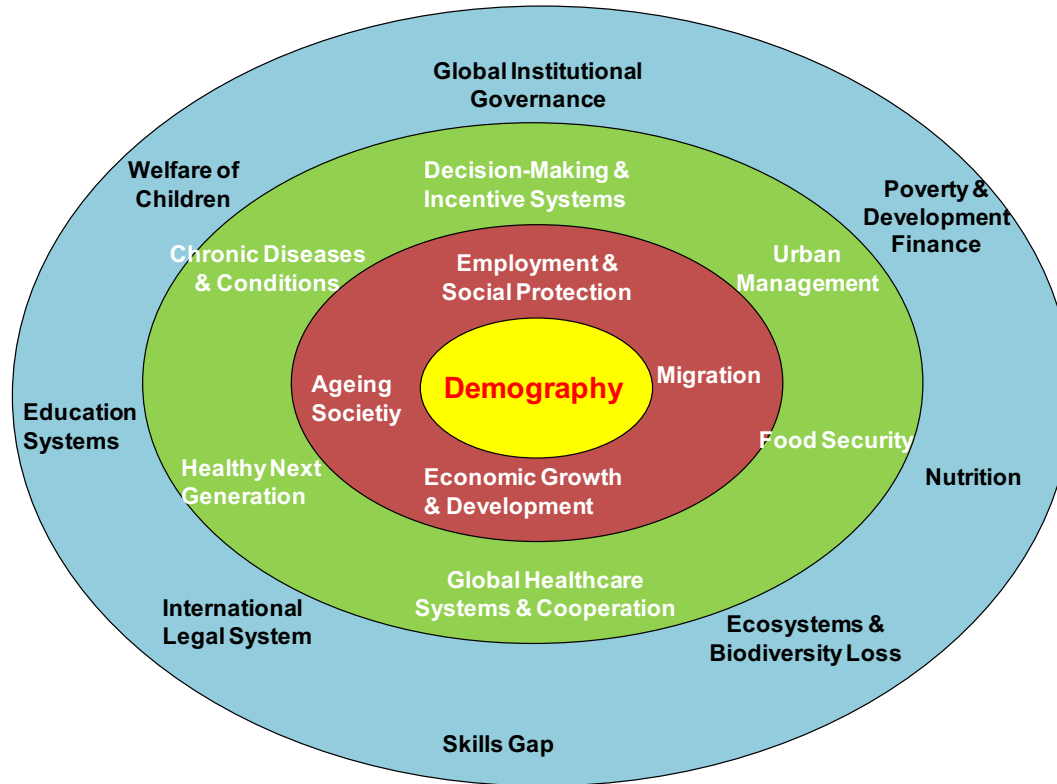 Global Institutional
Governance
Welfare of
Children
Decision-Making &
Incentive Systems
Poverty &
Development
Finance
Chronic Diseases
& Conditions
Employment &
Social Protection
Urban
Management
Ageing
Societiy
Demography
Migration
Education
Systems
Food Security
Healthy Next
Generation
Economic Growth
& Development
Nutrition
Global Healthcare
Systems & Cooperation
International
Legal System
Ecosystems &
Biodiversity Loss
Skills Gap